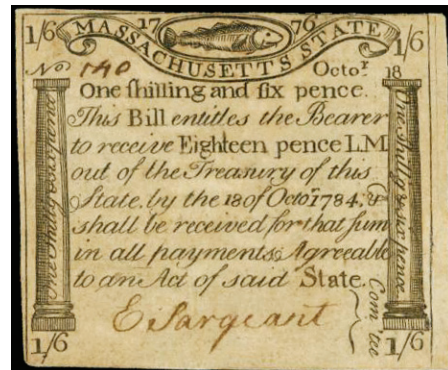 1/6 17 76 1/6
MASSACHUSETTS STATE
No 140 Octor. 18
One ſhilling and ſix pence.
This Bill entitles the Bearer
to receive Eighteen pence LM
out of the Treasury of this
State, by the 18 of Octor. 1784, &
shall be received for that ſum
in all payments Agreeable
to an Act of said State.
E Sargeant
Com tee
One Shilling & six pence
One Shilling & six pence
1/6 1/6